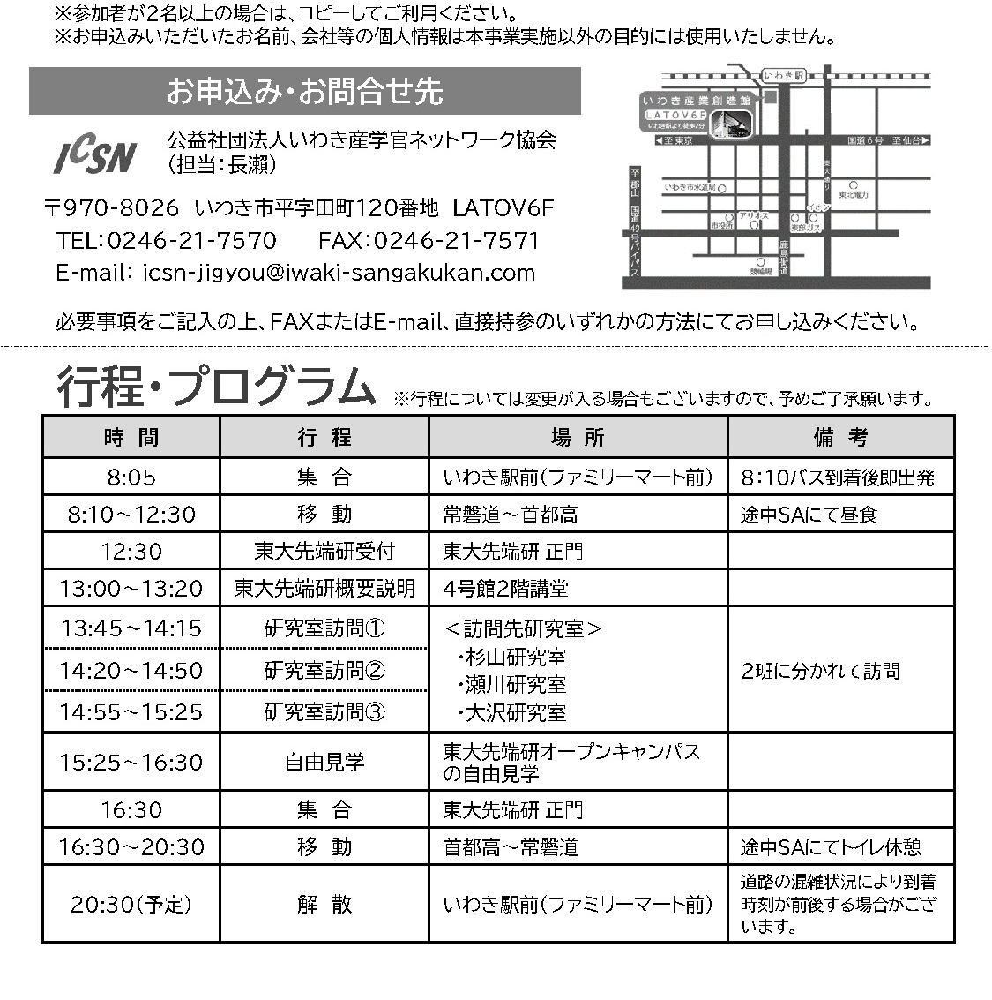 ※参加者が2名以上の場合は、コピーしてご利用ください。
※お申込みいただいたお名前、会社等の個人情報は本事業実施以外の目的には使用いたしません。
お申込み・お問合せ先
ICSN
公益社団法人いわき産学官ネットワーク協会
(担当:長瀬)
〒970-8026 いわき市平字田町120番地 LATOV6F
TEL:0246-21-7570 FAX:0246-21-7571
E-mail: icsn-jigyou@iwaki-sangakukan.com
いわき駅
いわき産業創造館
LATOV6F
いわき駅より徒歩2分
◀至東京
国道6号 至仙台▶
至郡山 国道49号バイパス
東大通り
いわき市水道局
東北電力
アリオス
イオン
市役所
東部ガス
鹿島街道
競輪場
必要事項をご記入の上、FAXまたはE-mail、直接持参のいずれかの方法にてお申し込みください。
行程・プログラム ※行程については変更が入る場合もございますので、予めご了承願います。
時 間 行 程 場 所 備 考
8:05 集 合 いわき駅前(ファミリーマート前) 8:10バス到着後即出発
8:10～12:30 移 動 常磐道～首都高 途中SAにて昼食
12:30 東大先端研受付 東大先端研 正門
13:00～13:20 東大先端研概要説明 4号館2階講堂
13:45～14:15 研究室訪問①
14:20～14:50 研究室訪問②
14:55～15:25 研究室訪問③
＜訪問先研究室＞
・杉山研究室
・瀬川研究室
・大沢研究室
2班に分かれて訪問
15:25～16:30 自由見学 東大先端研オープンキャンパス
の自由見学
16:30 集 合 東大先端研 正門
16:30～20:30 移 動 首都高～常磐道 途中SAにてトイレ休憩
20:30(予定) 解 散 いわき駅前(ファミリーマート前) 道路の混雑状況により到着
時刻が前後する場合がござ
います。